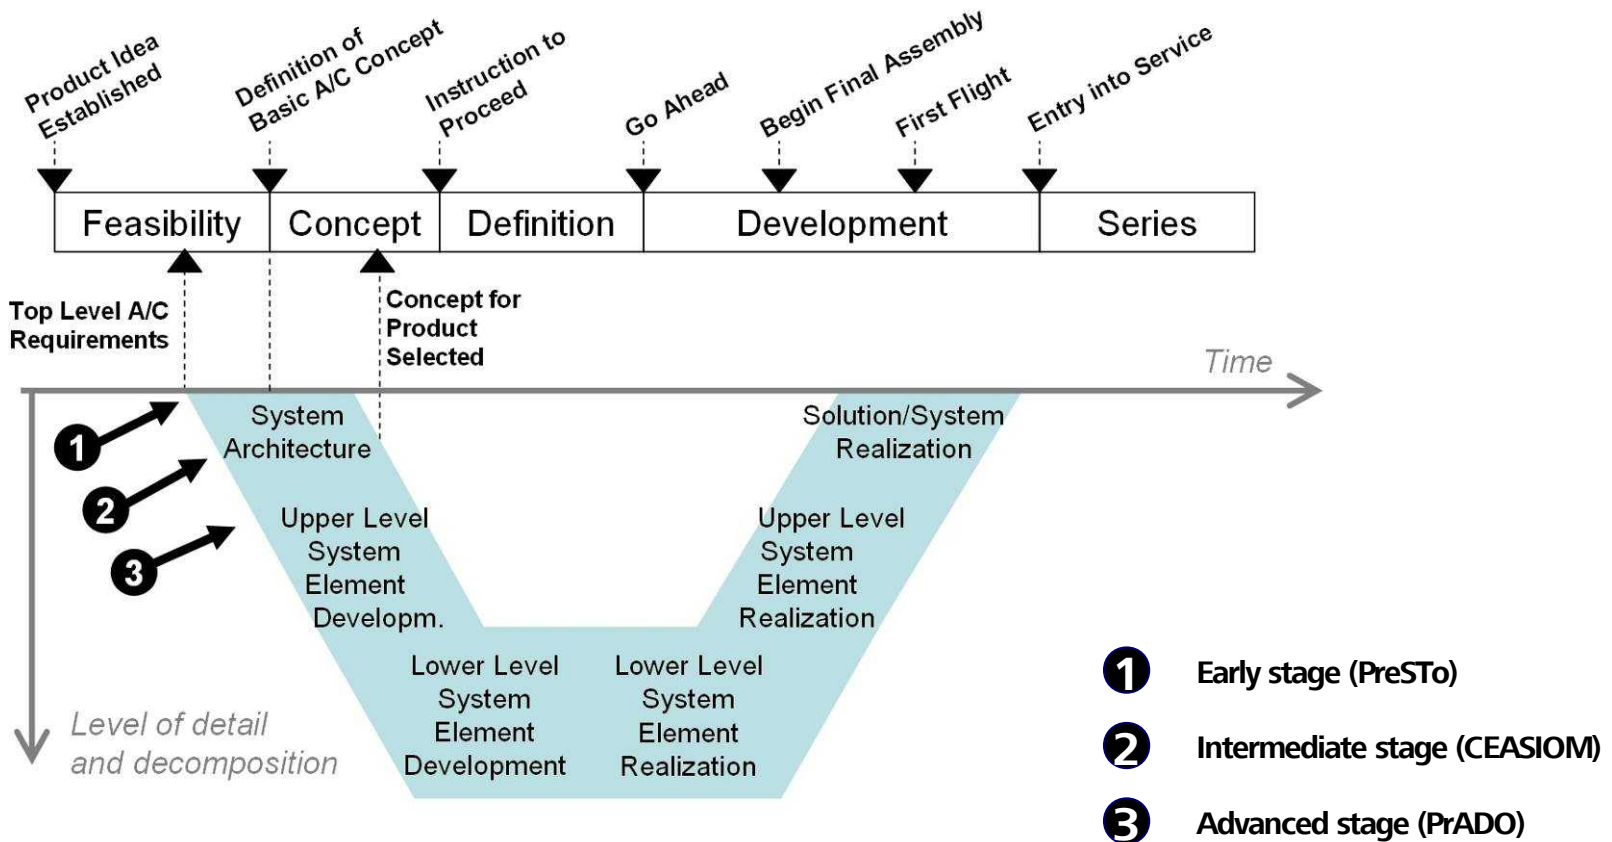 Product Idea
Established
Definition of
Basic A/C Concept
Instruction to
Proceed
Go Ahead
Begin Final Assembly
First Flight
Entry into Service
Feasibility
Concept
Definition
Development
Series
Top Level A/C
Requirements
Concept for
Product
Selected
Time
1
2
3
System
Architecture
Upper Level
System
Element
Developm.
Lower Level
System
Element
Development
Lower Level
System
Element
Realization
Upper Level
System
Element
Realization
Solution/System
Realization
Level of detail
and decomposition
1 Early stage (PreSTo)
2 Intermediate stage (CEASIOM)
3 Advanced stage (PrADO)